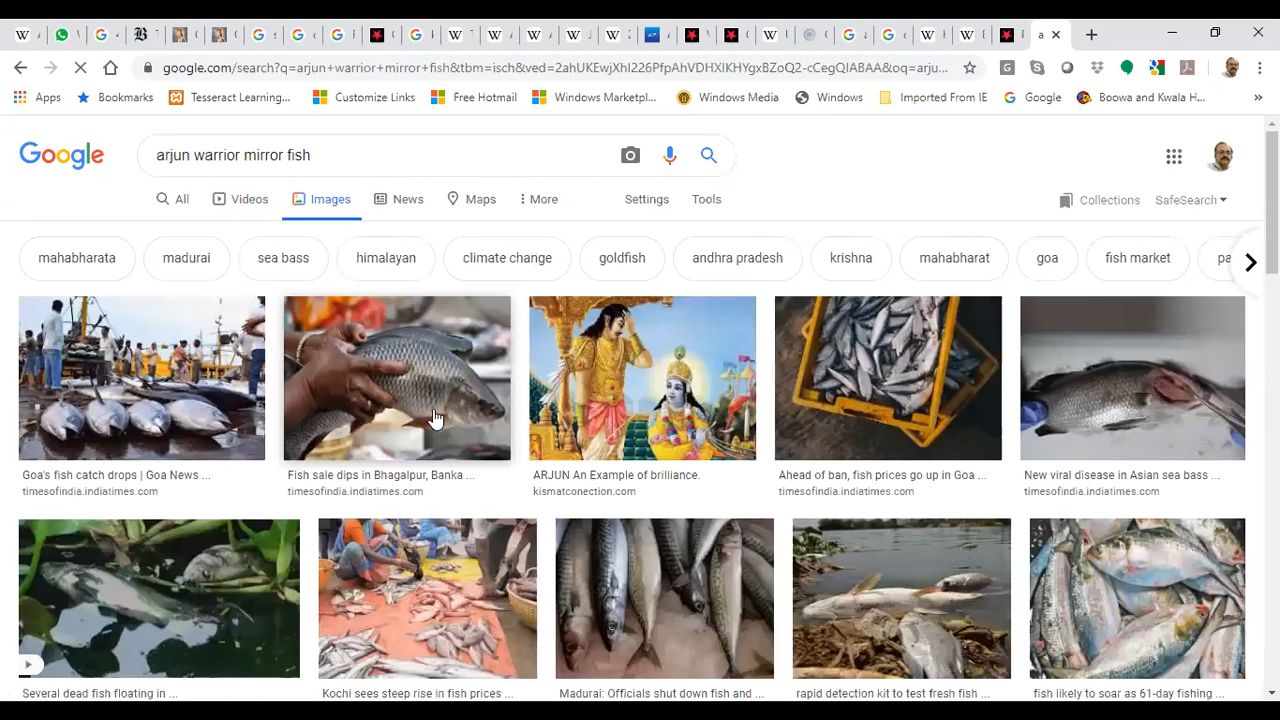 google.com/search?q=arjun+warrior+mirror+fish&tbm=isch&ved=2ahUKEwjXhI226PfpAhVDHXIKHYgxBZoQ2-cCegQIABAA&oq=arju...
Apps Bookmarks Tesseract Learning... Customize Links Free Hotmail Windows Marketpl... Windows Media Windows Imported From IE Google Boowa and Kwala H... »
Google arjun warrior mirror fish
All Videos Images News Maps More Settings Tools Collections SafeSearch
mahabharata madurai sea bass himalayan climate change goldfish andhra pradesh krishna mahabharat goa fish market pa
Goa's fish catch drops | Goa News ... Fish sale dips in Bhagalpur, Banka ... ARJUN An Example of brilliance. Ahead of ban, fish prices go up in Goa ... New viral disease in Asian sea bass ...
timesofindia.indiatimes.com timesofindia.indiatimes.com kismatconection.com timesofindia.indiatimes.com timesofindia.indiatimes.com
Several dead fish floating in ... Kochi sees steep rise in fish prices ... Madurai: Officials shut down fish and ... rapid detection kit to test fresh fish ... fish likely to soar as 61-day fishing ...